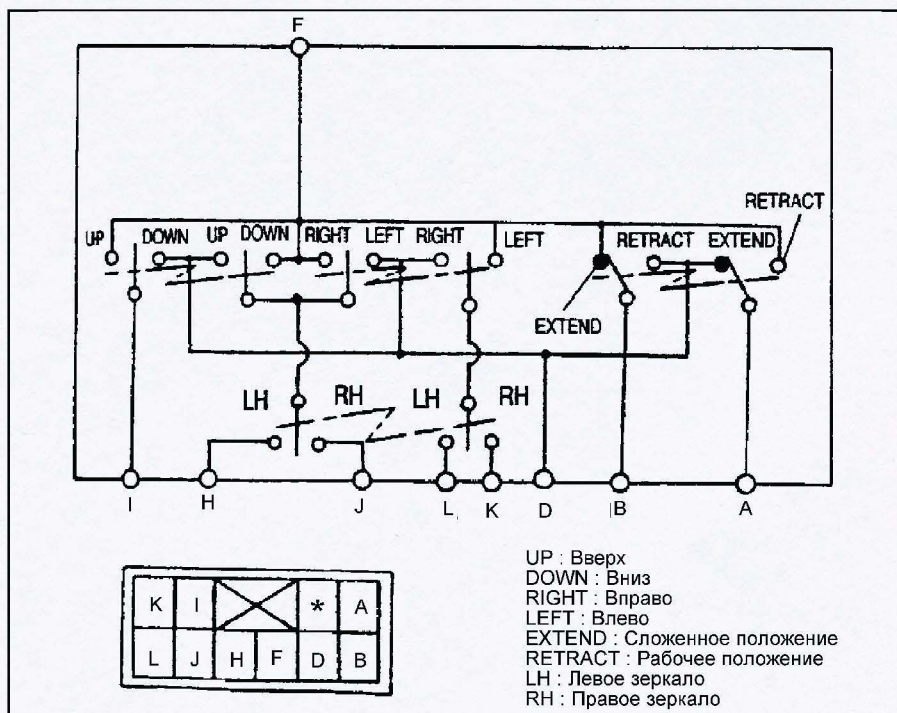 F
RETRACT
UP DOWN UP DOWN RIGHT LEFT RIGHT LEFT RETRACT EXTEND
EXTEND
LH RH LH RH
I H J L K D B A
K I * A
L J H F D B
UP : Вверх
DOWN : Вниз
RIGHT : Вправо
LEFT : Влево
EXTEND : Сложенное положение
RETRACT : Рабочее положение
LH : Левое зеркало
RH : Правое зеркало